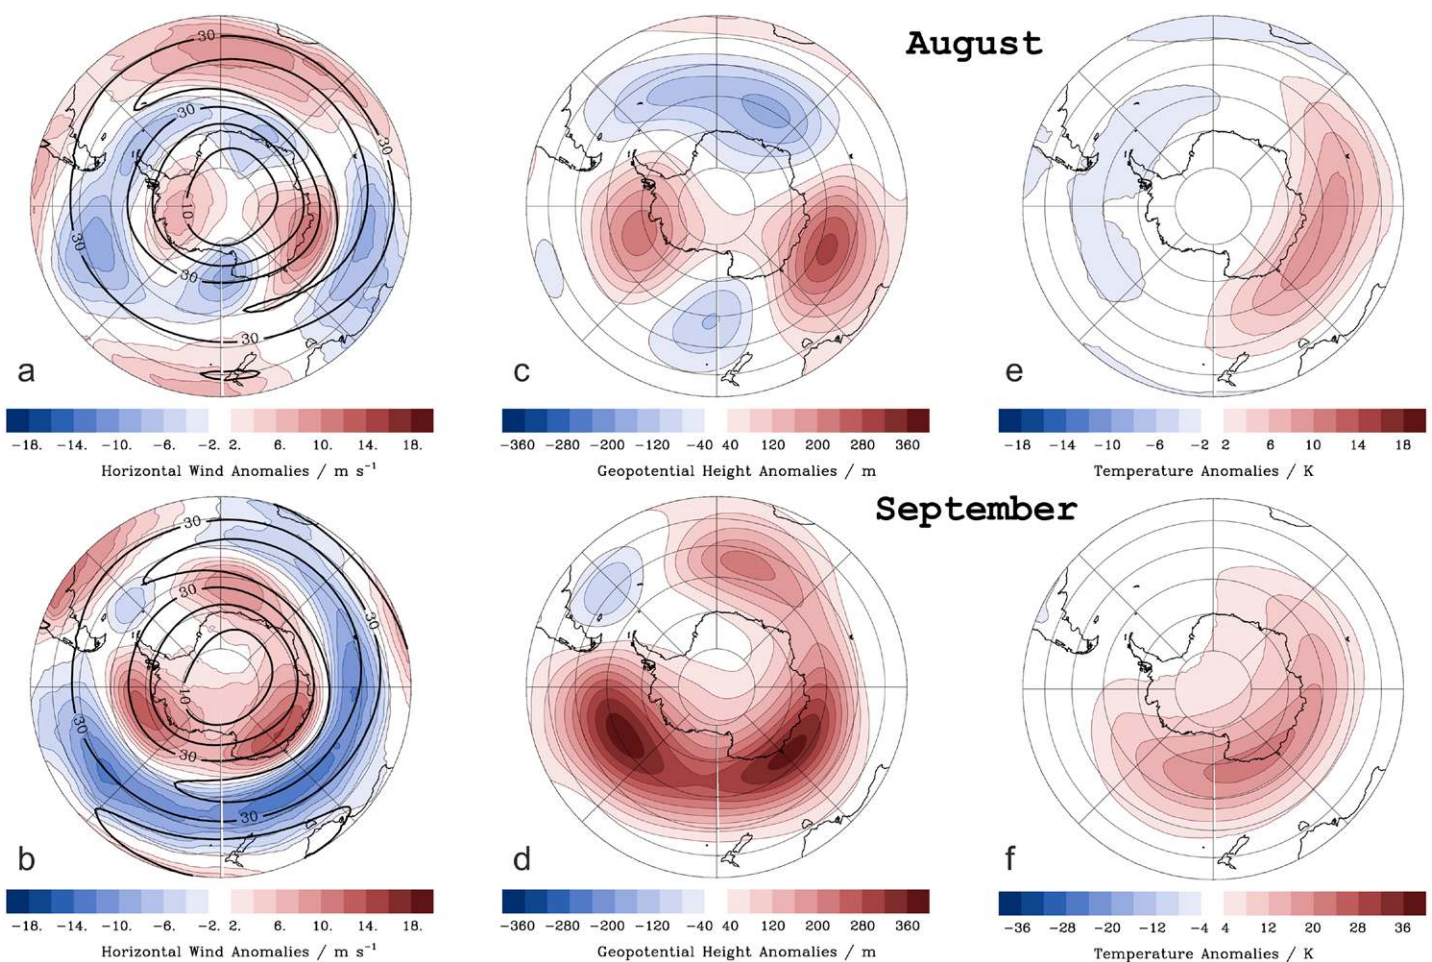 August
30
30
30
10
30
30
a
c
e
-18. -14. -10. -6. -2. 2. 6. 10. 14. 18.
Horizontal Wind Anomalies / m s⁻¹
-360 -280 -200 -120 -40 40 120 200 280 360
Geopotential Height Anomalies / m
-18 -14 -10 -6 -2 2 6 10 14 18
Temperature Anomalies / K
September
30
30
30
10
30
30
b
d
f
-18. -14. -10. -6. -2. 2. 6. 10. 14. 18.
Horizontal Wind Anomalies / m s⁻¹
-360 -280 -200 -120 -40 40 120 200 280 360
Geopotential Height Anomalies / m
-36 -28 -20 -12 -4 4 12 20 28 36
Temperature Anomalies / K